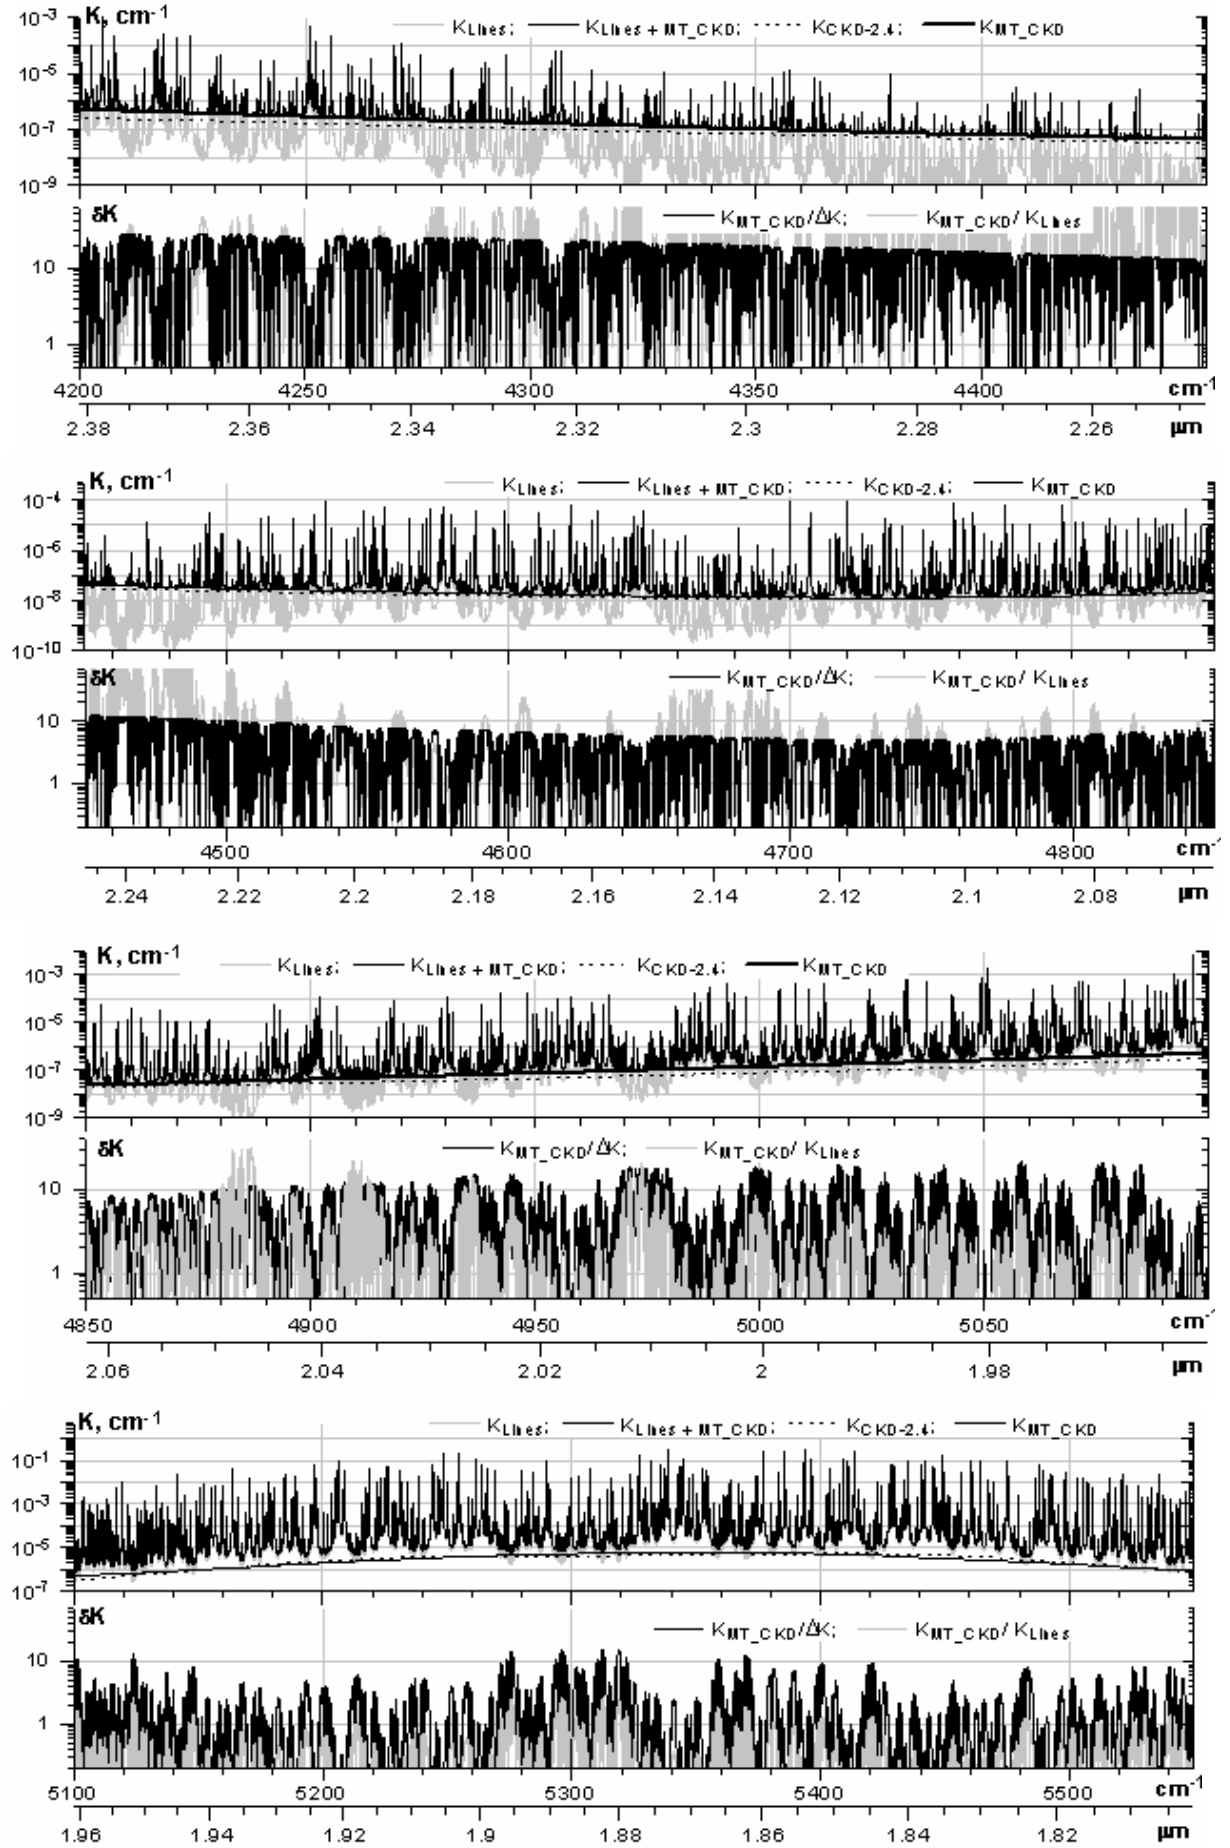 10-3 K, cm-1 KLines; KLines + MT_CKD; KCKD-2.4; KMT_CKD
10-5
10-7
10-9
δK KMT_CKD/ΔK; KMT_CKD/ KLines
10
1
4200 4250 4300 4350 4400 cm-1
2.38 2.36 2.34 2.32 2.3 2.28 2.26 μm
K, cm-1 KLines; KLines + MT_CKD; KCKD-2.4; KMT_CKD
10-4
10-6
10-8
10-10
δK KMT_CKD/ΔK; KMT_CKD/ KLines
10
1
4500 4600 4700 4800 cm-1
2.24 2.22 2.2 2.18 2.16 2.14 2.12 2.1 2.08 μm
K, cm-1 KLines; KLines + MT_CKD; KCKD-2.4; KMT_CKD
10-3
10-5
10-7
10-9
δK KMT_CKD/ΔK; KMT_CKD/ KLines
10
1
4850 4900 4950 5000 5050 cm-1
2.06 2.04 2.02 2 1.98 μm
K, cm-1 KLines; KLines + MT_CKD; KCKD-2.4; KMT_CKD
10-1
10-3
10-5
10-7
δK KMT_CKD/ΔK; KMT_CKD/ KLines
10
1
5100 5200 5300 5400 5500 cm-1
1.96 1.94 1.92 1.9 1.88 1.86 1.84 1.82 μm